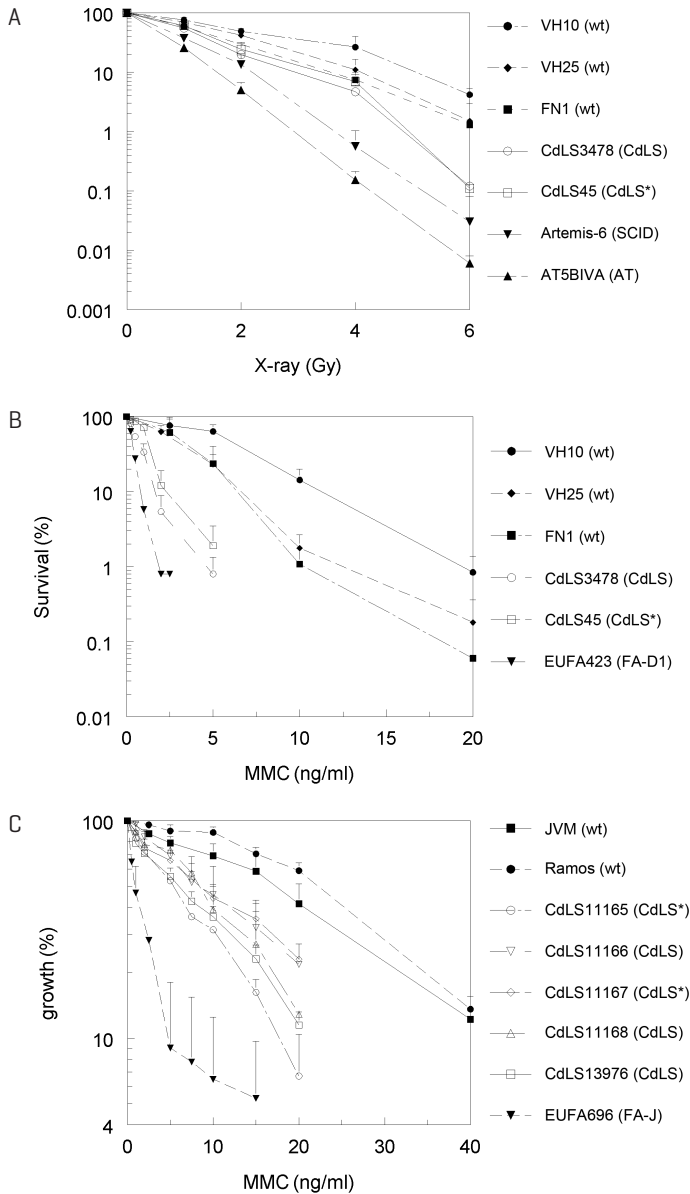 A
100
10
1
0.1
0.01
0.001
0
2
4
6
X-ray (Gy)
VH10 (wt)
VH25 (wt)
FN1 (wt)
CdLS3478 (CdLS)
CdLS45 (CdLS*)
Artemis-6 (SCID)
AT5BIVA (AT)
B
Survival (%)
100
10
1
0.1
0.01
0
5
10
15
20
MMC (ng/ml)
VH10 (wt)
VH25 (wt)
FN1 (wt)
CdLS3478 (CdLS)
CdLS45 (CdLS*)
EUFA423 (FA-D1)
C
growth (%)
100
10
4
0
10
20
30
40
MMC (ng/ml)
JVM (wt)
Ramos (wt)
CdLS11165 (CdLS*)
CdLS11166 (CdLS)
CdLS11167 (CdLS*)
CdLS11168 (CdLS)
CdLS13976 (CdLS)
EUFA696 (FA-J)